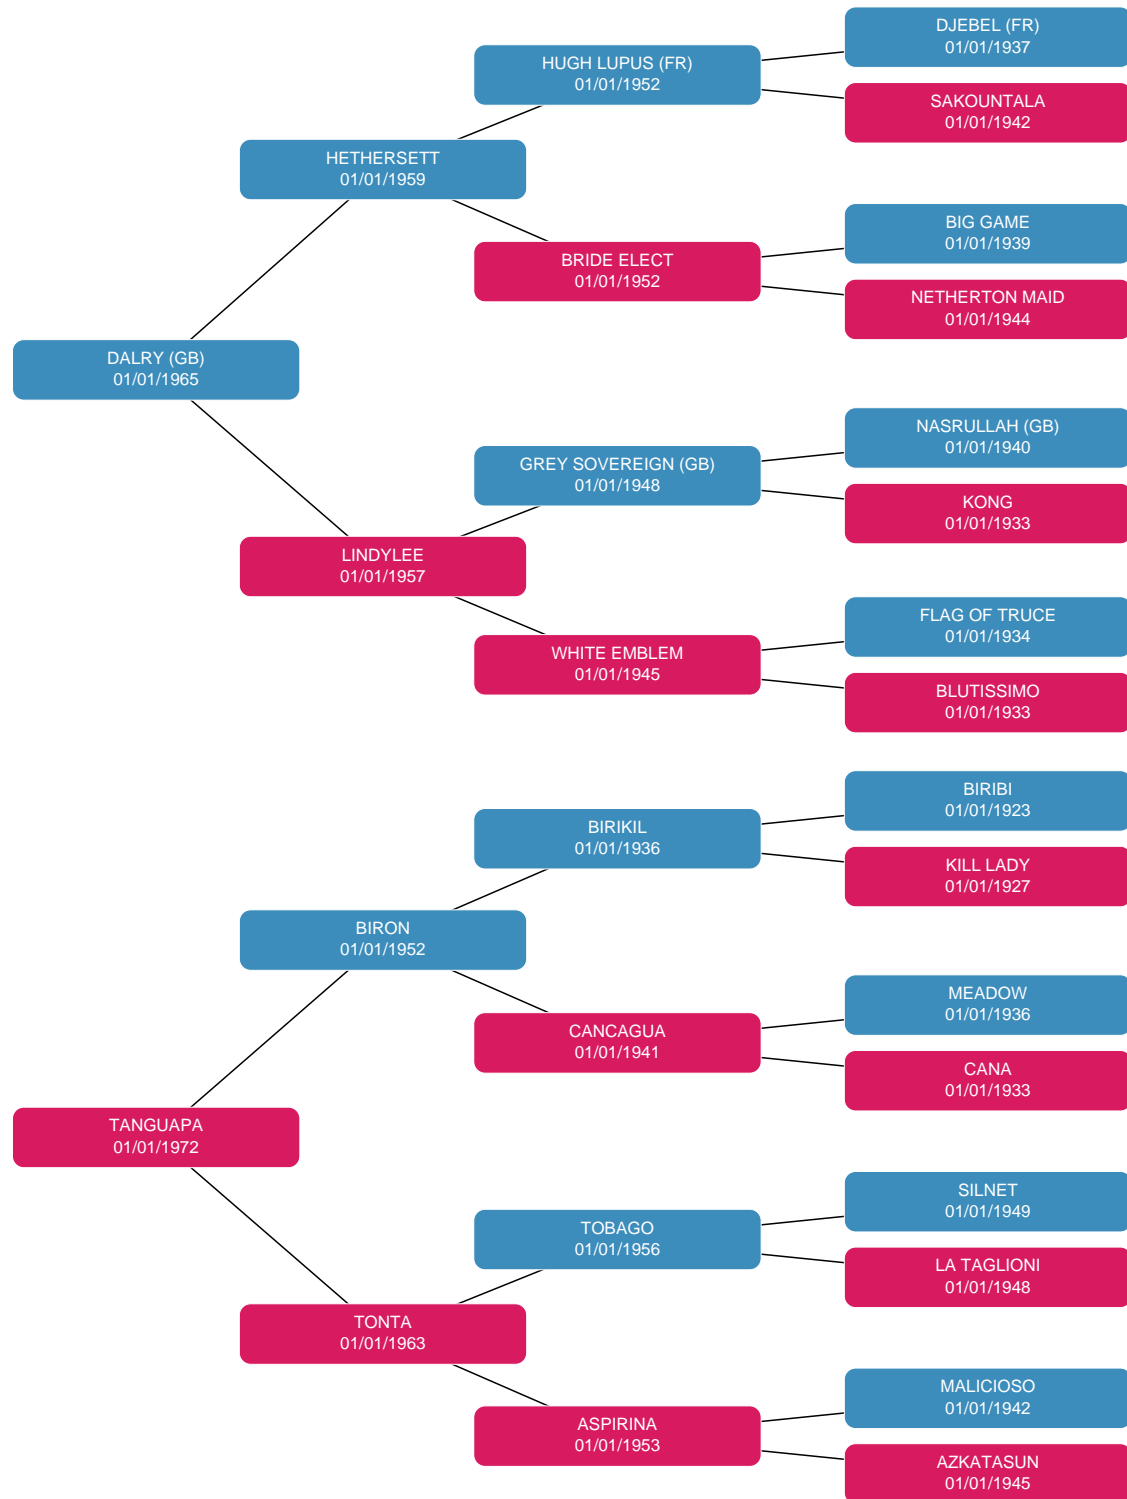 DJEBEL (FR)
01/01/1937
HUGH LUPUS (FR)
01/01/1952
SAKOUNTALA
01/01/1942
HETHERSETT
01/01/1959
BIG GAME
01/01/1939
BRIDE ELECT
01/01/1952
NETHERTON MAID
01/01/1944
DALRY (GB)
01/01/1965
NASRULLAH (GB)
01/01/1940
GREY SOVEREIGN (GB)
01/01/1948
KONG
01/01/1933
LINDYLEE
01/01/1957
FLAG OF TRUCE
01/01/1934
WHITE EMBLEM
01/01/1945
BLUTISSIMO
01/01/1933
BIRIBI
01/01/1923
BIRIKIL
01/01/1936
KILL LADY
01/01/1927
BIRON
01/01/1952
MEADOW
01/01/1936
CANCAGUA
01/01/1941
CANA
01/01/1933
TANGUAPA
01/01/1972
SILNET
01/01/1949
TOBAGO
01/01/1956
LA TAGLIONI
01/01/1948
TONTA
01/01/1963
MALICIOSO
01/01/1942
ASPIRINA
01/01/1953
AZKATASUN
01/01/1945